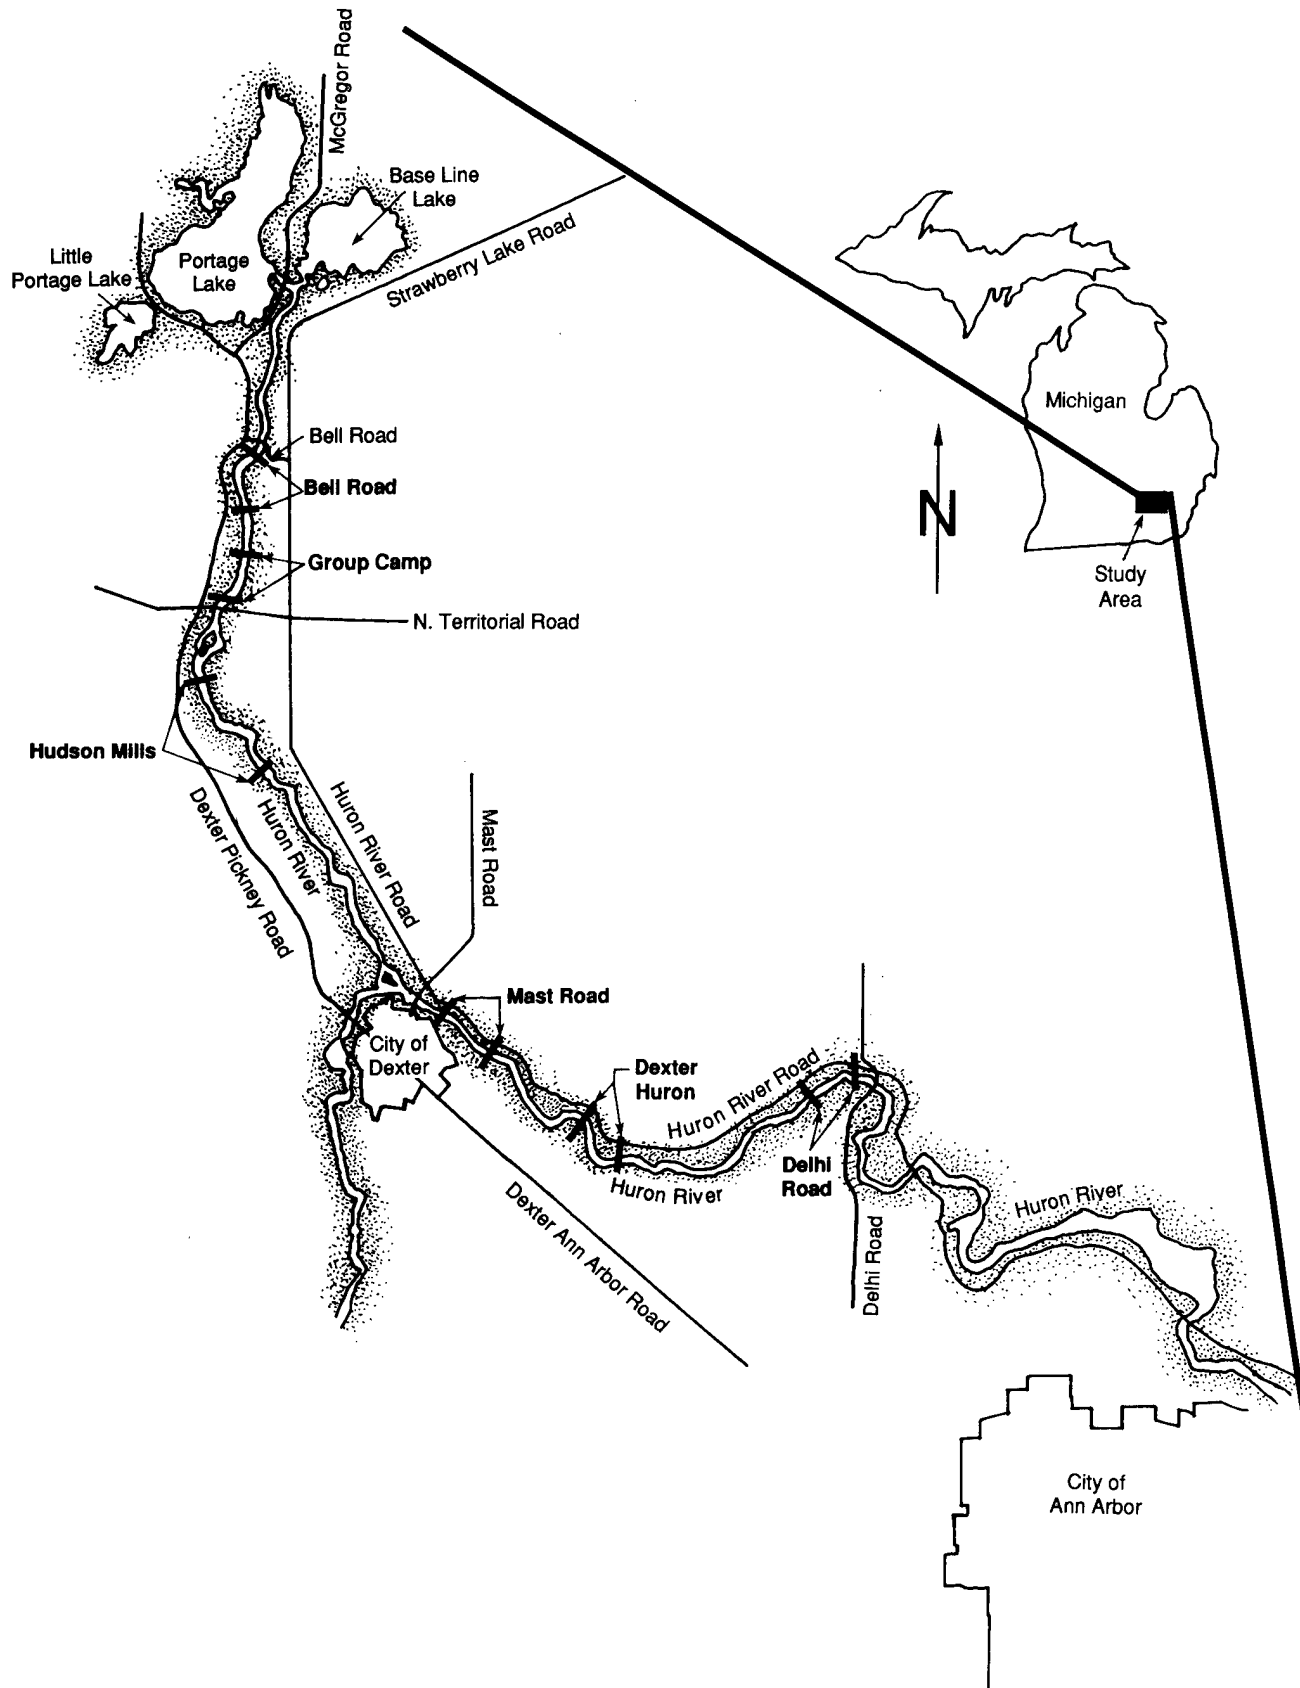 McGregor Road
Base Line
Lake
Strawberry Lake Road
Little
Portage Lake
Portage
Lake
Michigan
Bell Road
Bell Road
N
Group Camp
Study
Area
N. Territorial Road
Hudson Mills
Dexter Pickney Road
Huron River
Huron River Road
Mast Road
Mast Road
City of
Dexter
Dexter
Huron
Huron River Road
Delhi
Road
Huron River
Huron River
Dexter Ann Arbor Road
Delhi Road
City of
Ann Arbor